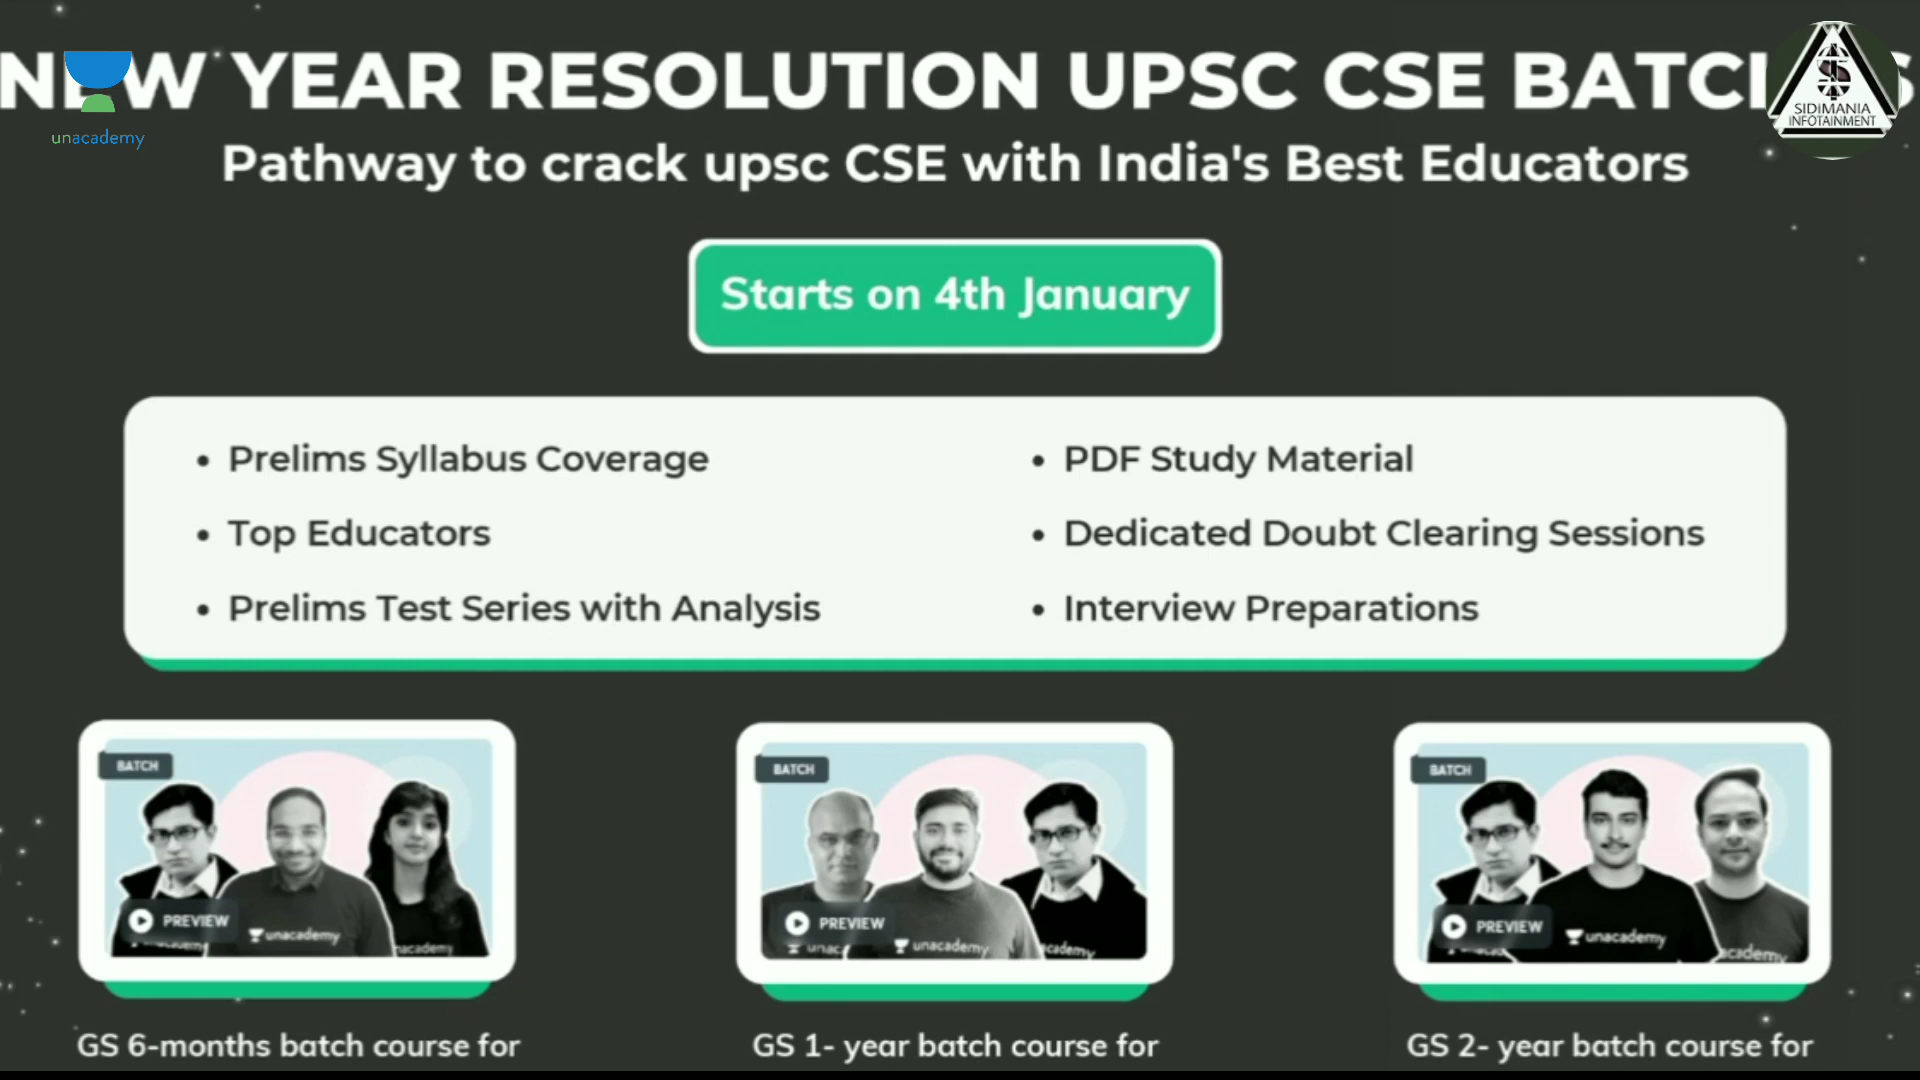 NEW YEAR RESOLUTION UPSC CSE
unacademy
SIDIMANIA
INFOTAINMENT
Pathway to crack upsc CSE with India's Best Educators
Starts on 4th January
• Prelims Syllabus Coverage
• Top Educators
• Prelims Test Series with Analysis
• PDF Study Material
• Dedicated Doubt Clearing Sessions
• Interview Preparations
BATCH
PREVIEW
unacademy
BATCH
PREVIEW
unacademy
BATCH
PREVIEW
unacademy
GS 6-months batch course for
GS 1- year batch course for
GS 2- year batch course for